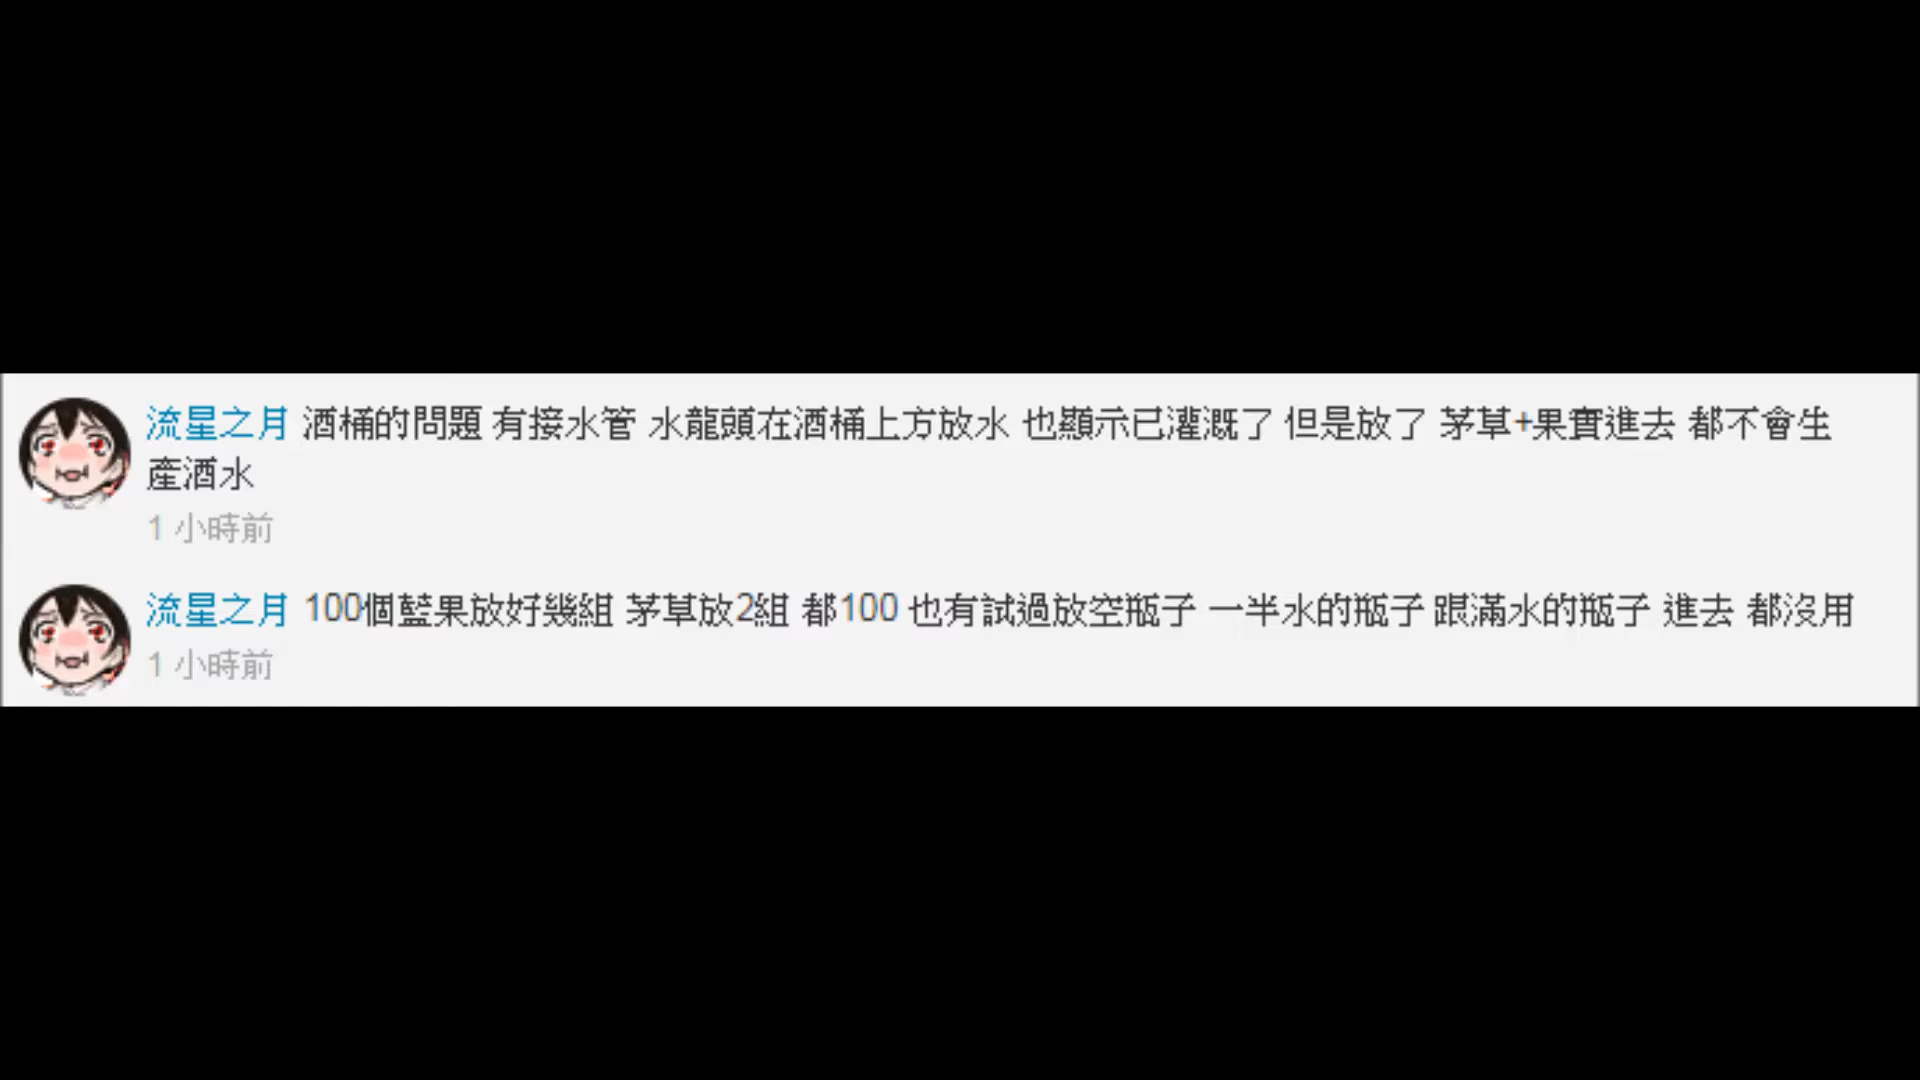 流星之月 酒桶的問題 有接水管 水龍頭在酒桶上方放水 也顯示已灌溉了 但是放了 茅草+果實進去 都不會生
產酒水
1 小時前
流星之月 100個藍果放好幾組 茅草放2組 都100 也有試過放空瓶子 一半水的瓶子 跟滿水的瓶子 進去 都沒用
1 小時前